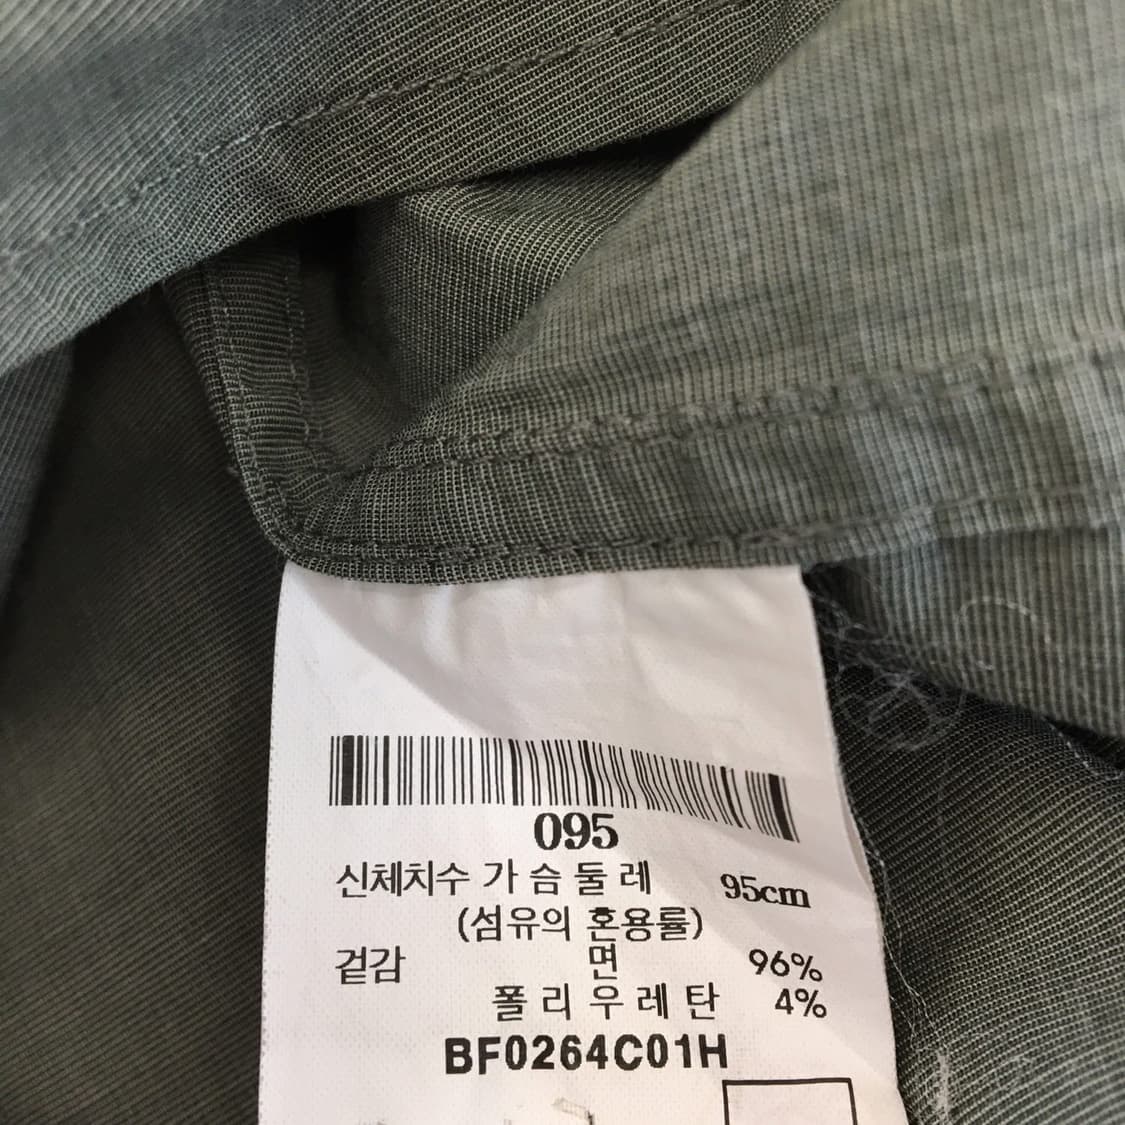 095
신체치수 가슴둘레 95cm
(섬유의 혼용률)
겉감 면 96%
폴리우레탄 4%
BF0264C01H